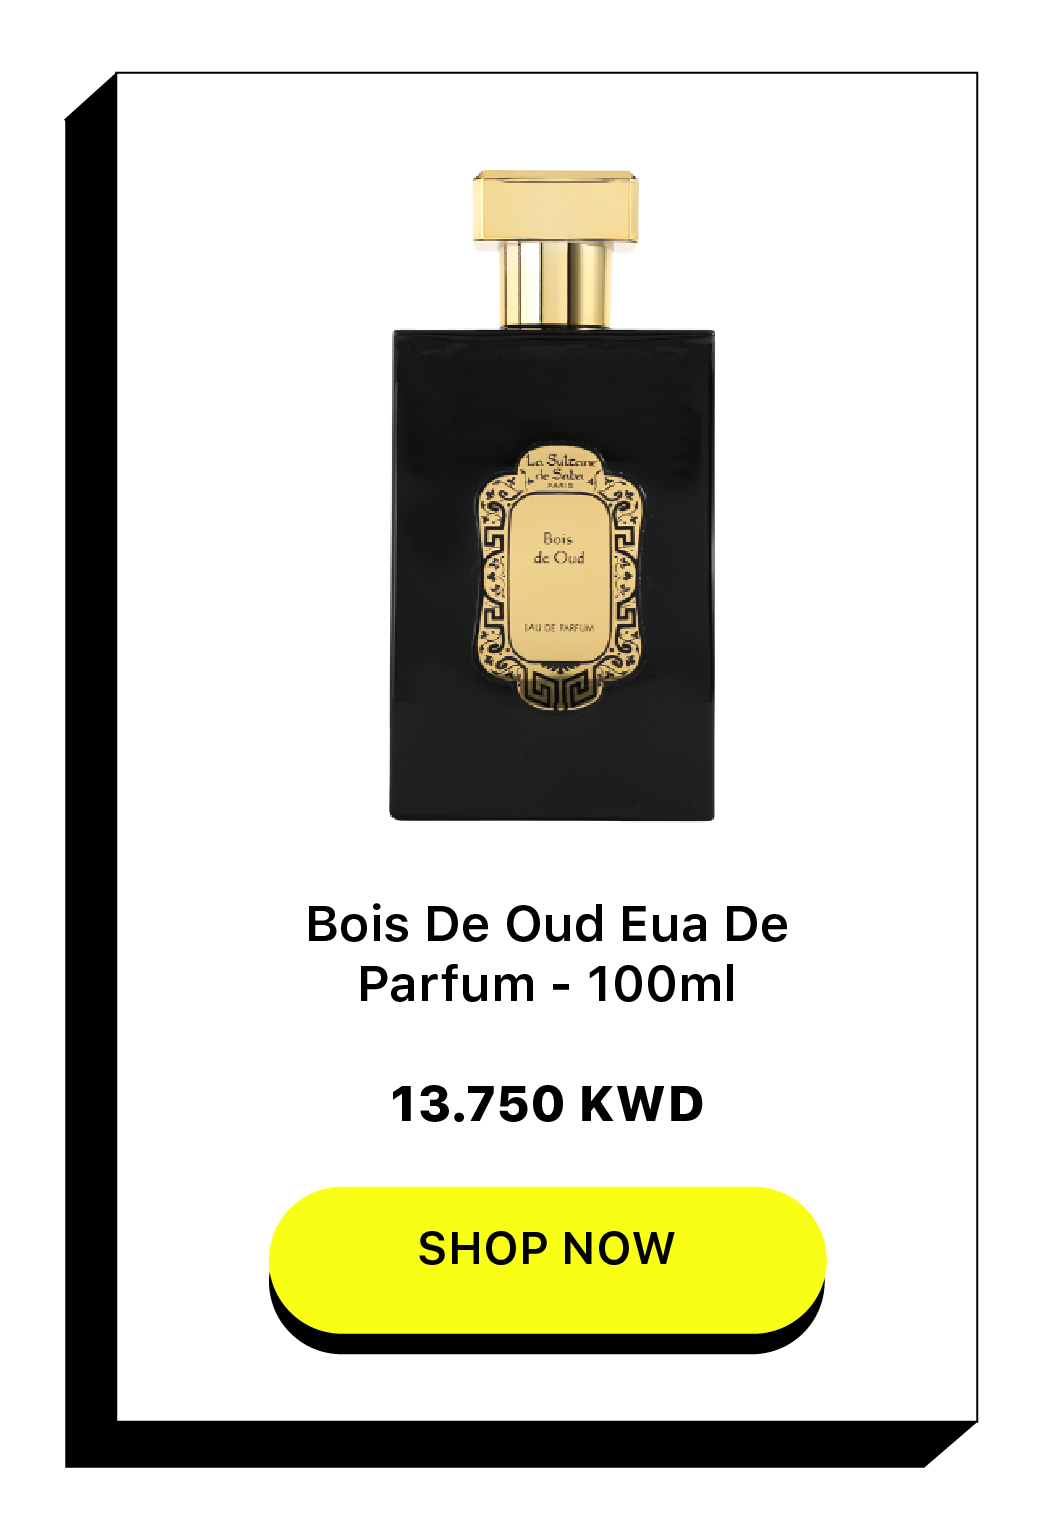 La Sultane
de Saba
PARIS
Bois
de Oud
EAU DE PARFUM
Bois De Oud Eua De
Parfum - 100ml
13.750 KWD
SHOP NOW